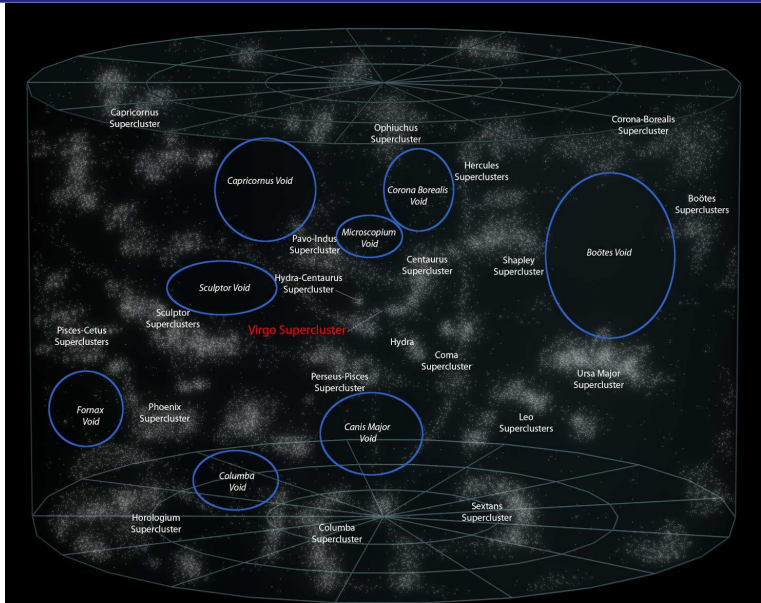 Capricornus
Supercluster
Ophiuchus
Supercluster
Corona-Borealis
Supercluster
Capricornus Void
Corona Borealis
Void
Hercules
Superclusters
Boötes
Superclusters
Pavo-Indus
Supercluster
Microscopium
Void
Centaurus
Supercluster
Shapley
Supercluster
Boötes Void
Sculptor Void
Hydra-Centaurus
Supercluster
Sculptor
Superclusters
Pisces-Cetus
Superclusters
Virgo Supercluster
Hydra
Coma
Supercluster
Perseus-Pisces
Supercluster
Ursa Major
Supercluster
Fornax
Void
Phoenix
Supercluster
Canis Major
Void
Leo
Superclusters
Columba
Void
Horologium
Supercluster
Columba
Supercluster
Sextans
Supercluster